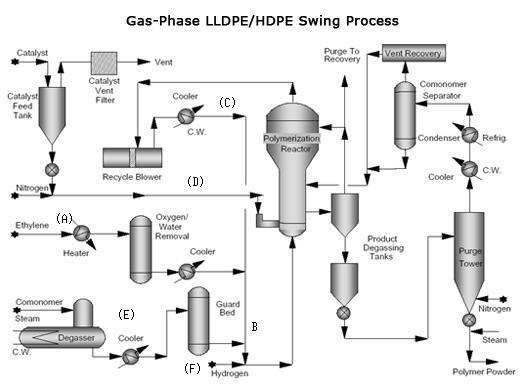 Gas-Phase LLDPE/HDPE Swing Process
Catalyst
Catalyst
Vent
Filter
Vent
Purge To
Recovery
Vent Recovery
Catalyst
Feed
Tank
Cooler
(C)
C.W.
Comonomer
Separator
Polymerization
Reactor
Condenser
Refrig.
Recycle Blower
Cooler
C.W.
Nitrogen
(D)
Ethylene
(A)
Oxygen/
Water
Removal
Heater
Cooler
Product
Degassing
Tanks
Purge
Tower
Comonomer
Steam
(E)
Guard
Bed
B
Nitrogen
Degasser
Cooler
C.W.
Steam
(F)
Hydrogen
Polymer Powder